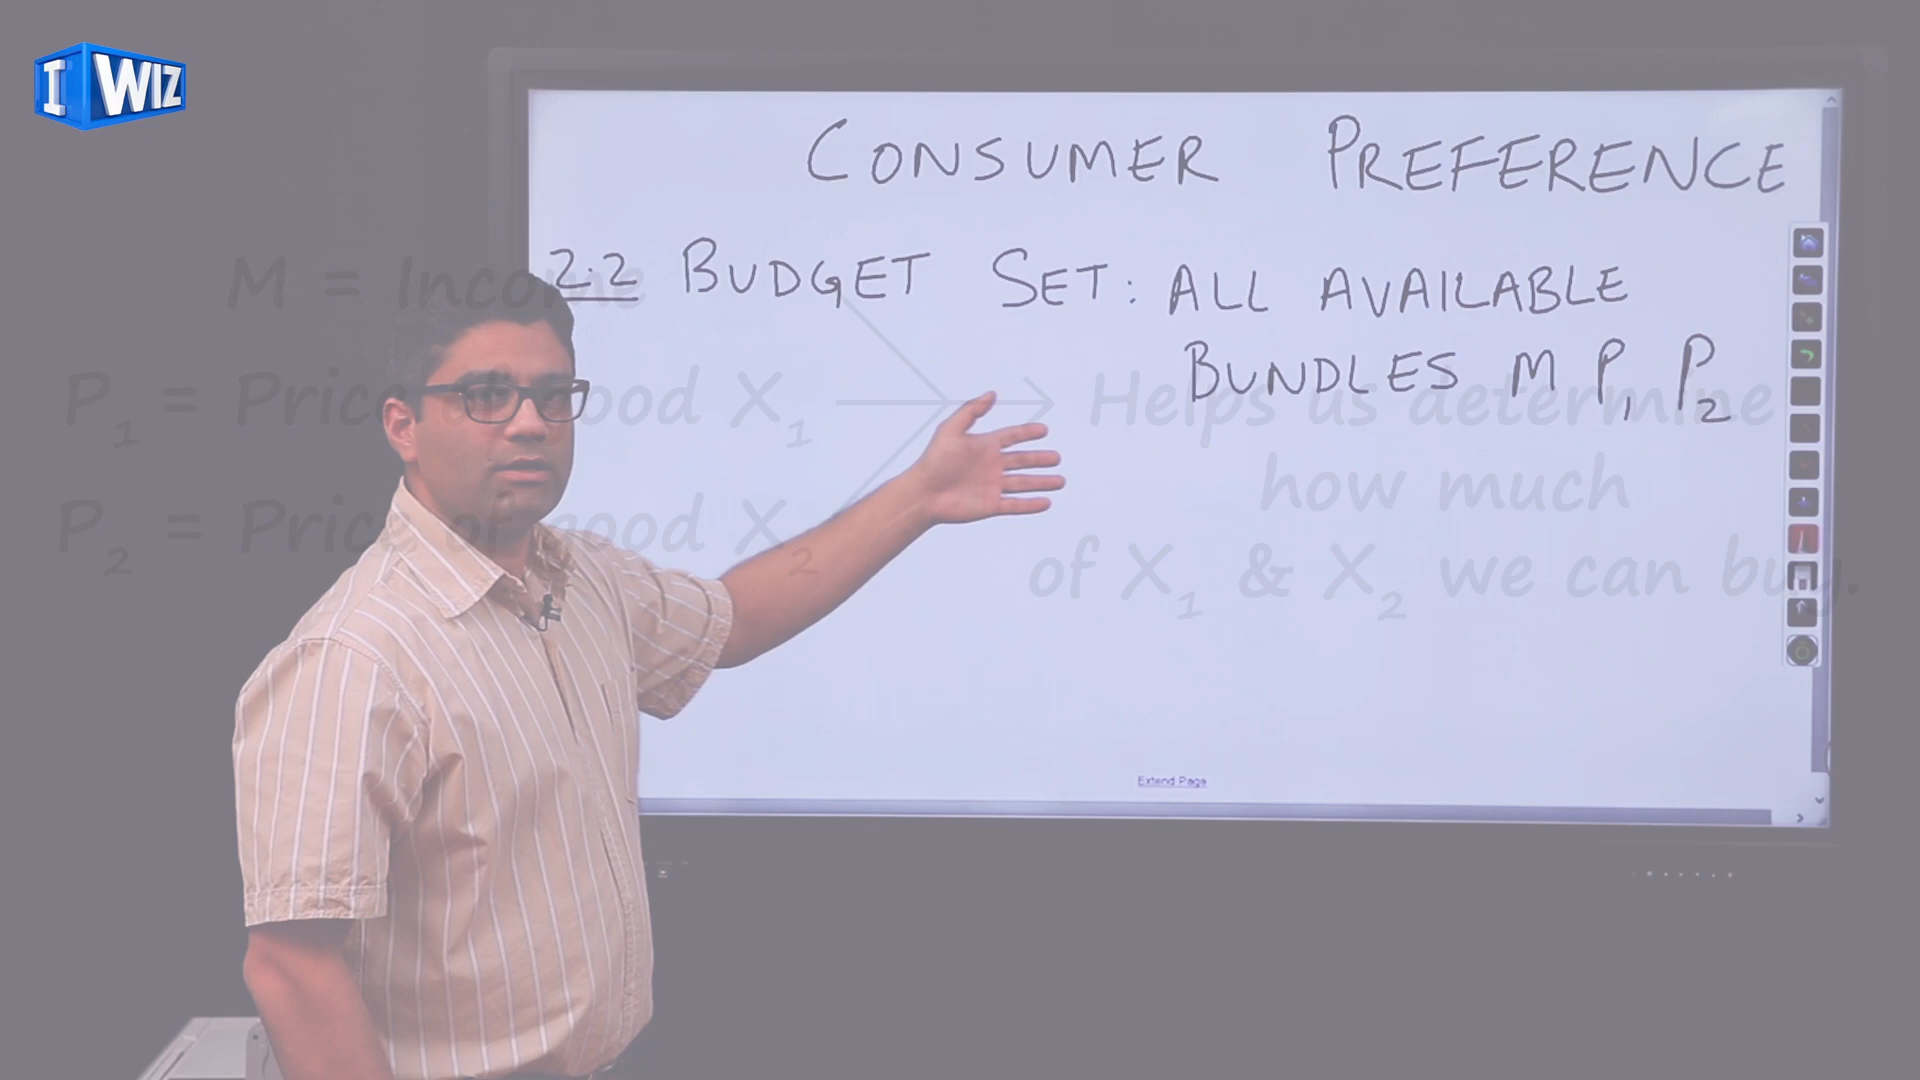 I WIZ
CONSUMER PREFERENCE
2.2 BUDGET SET: ALL AVAILABLE
BUNDLES M P1 P2
M = Income
P1 = Price of good X1
P2 = Price of good X2
Helps us determine
how much
of X1 & X2 we can buy.
Extend Page